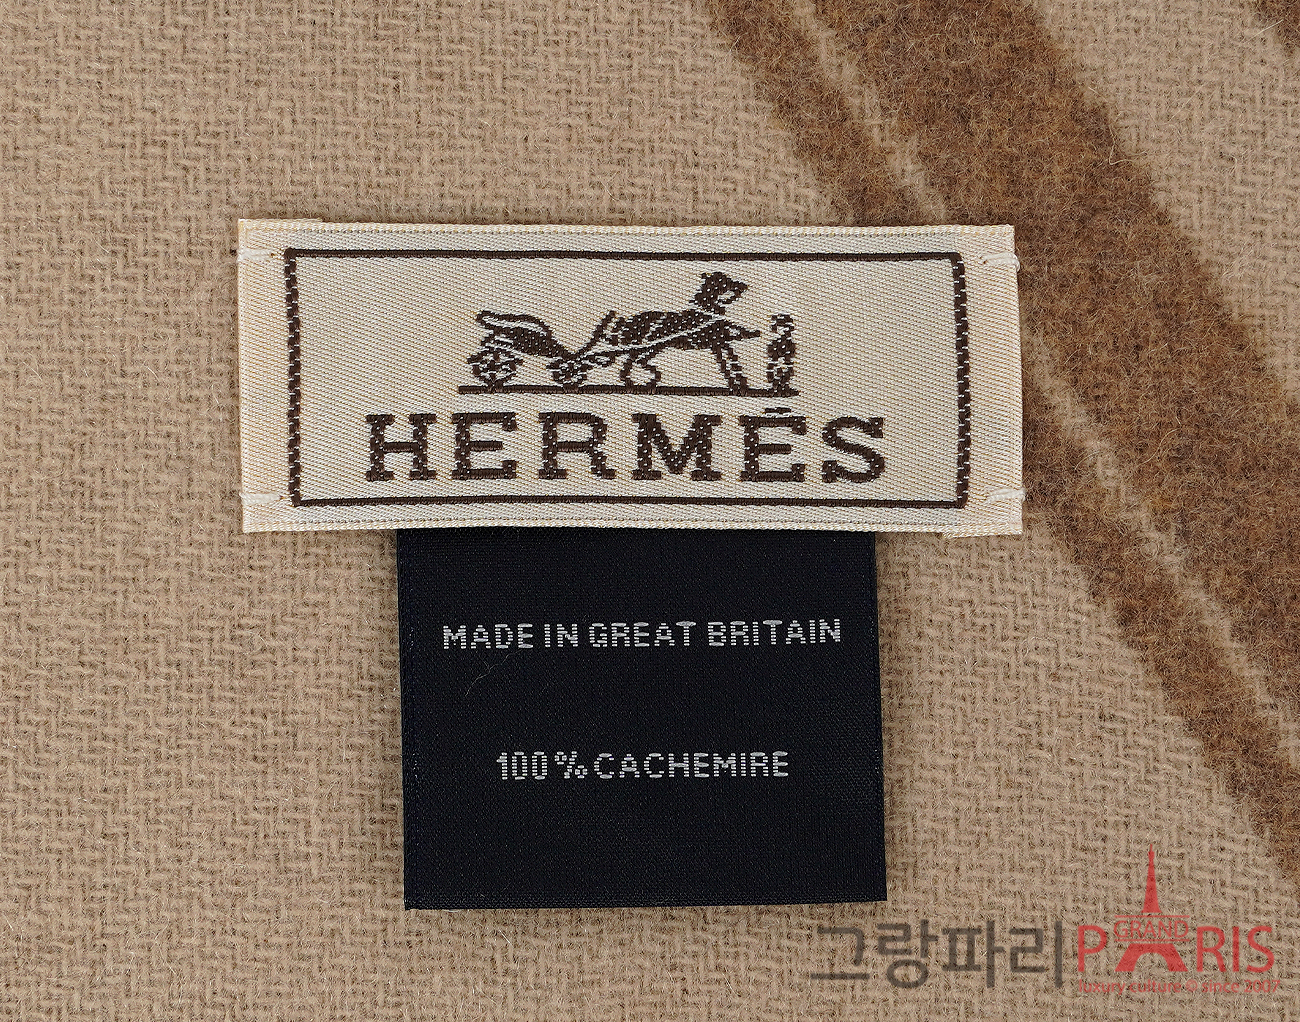 HERMÈS
MADE IN GREAT BRITAIN
100% CACHEMIRE
그랑파리 PARIS
GRAND
luxury culture @ since 2007